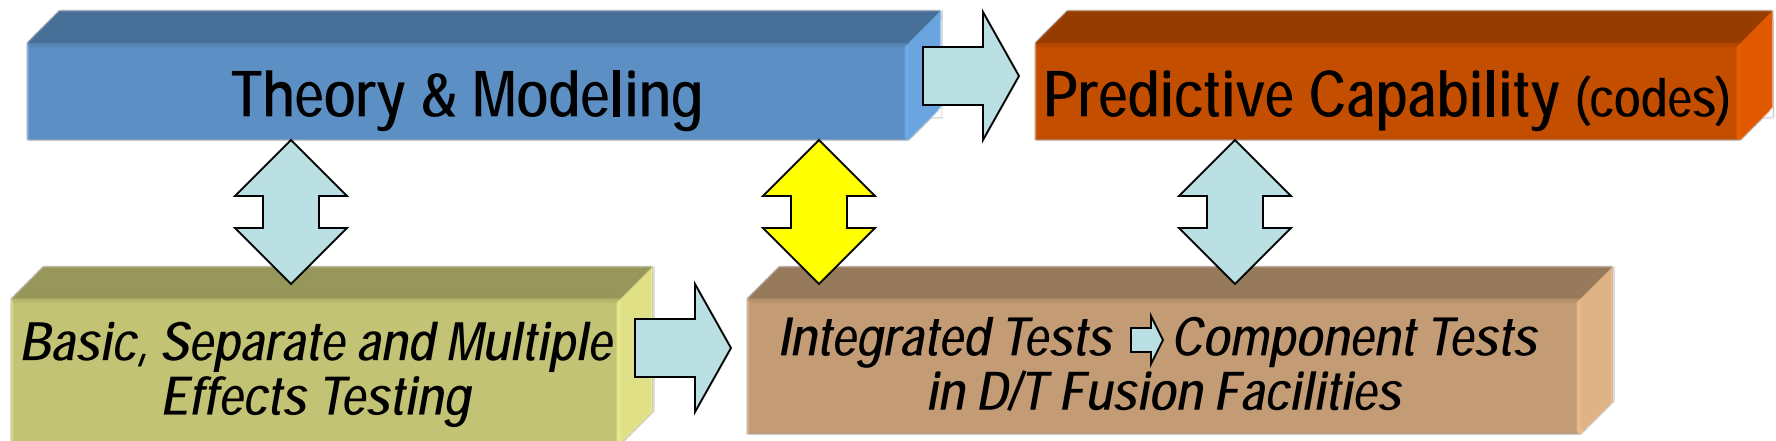 Theory & Modeling
Predictive Capability (codes)
Basic, Separate and Multiple
Effects Testing
Integrated Tests Component Tests
in D/T Fusion Facilities